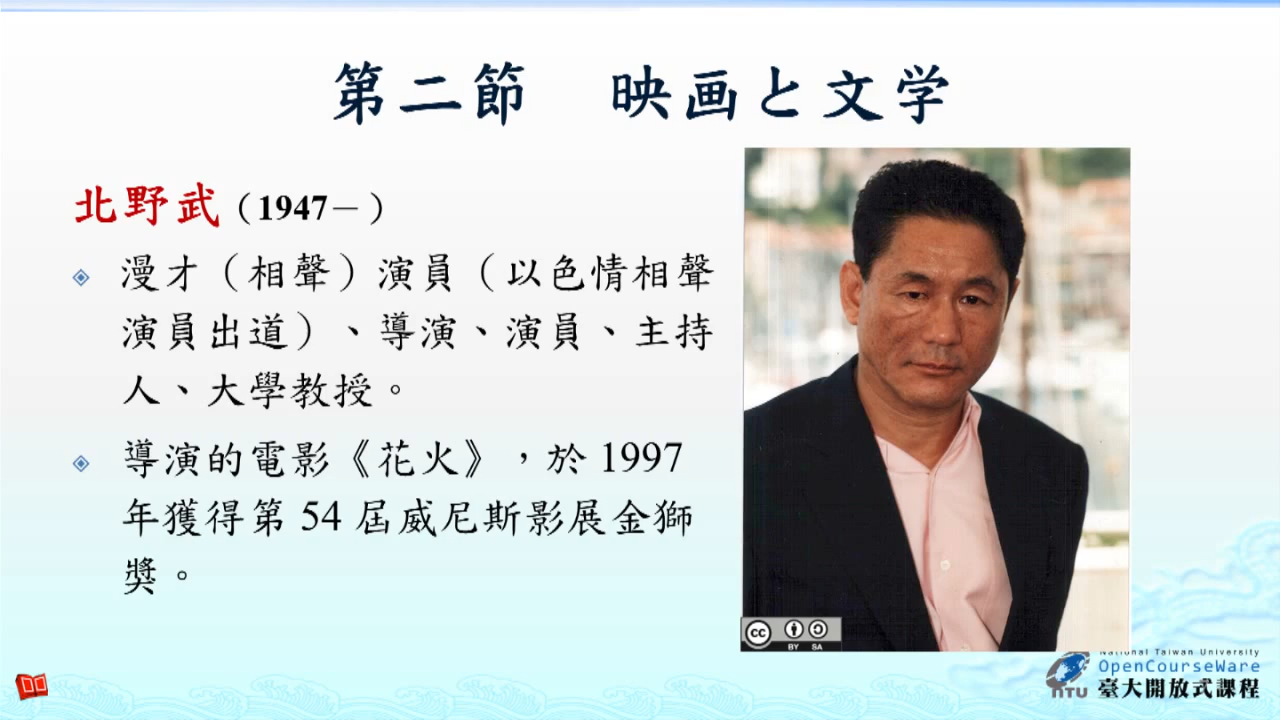 第二節　映画と文学
北野武（1947－）
漫才（相聲）演員（以色情相聲
演員出道）、導演、演員、主持
人、大學教授。
導演的電影《花火》，於 1997
年獲得第 54 屆威尼斯影展金獅
獎。
cc
BY SA
National Taiwan University
OpenCourseWare
NTU 臺大開放式課程